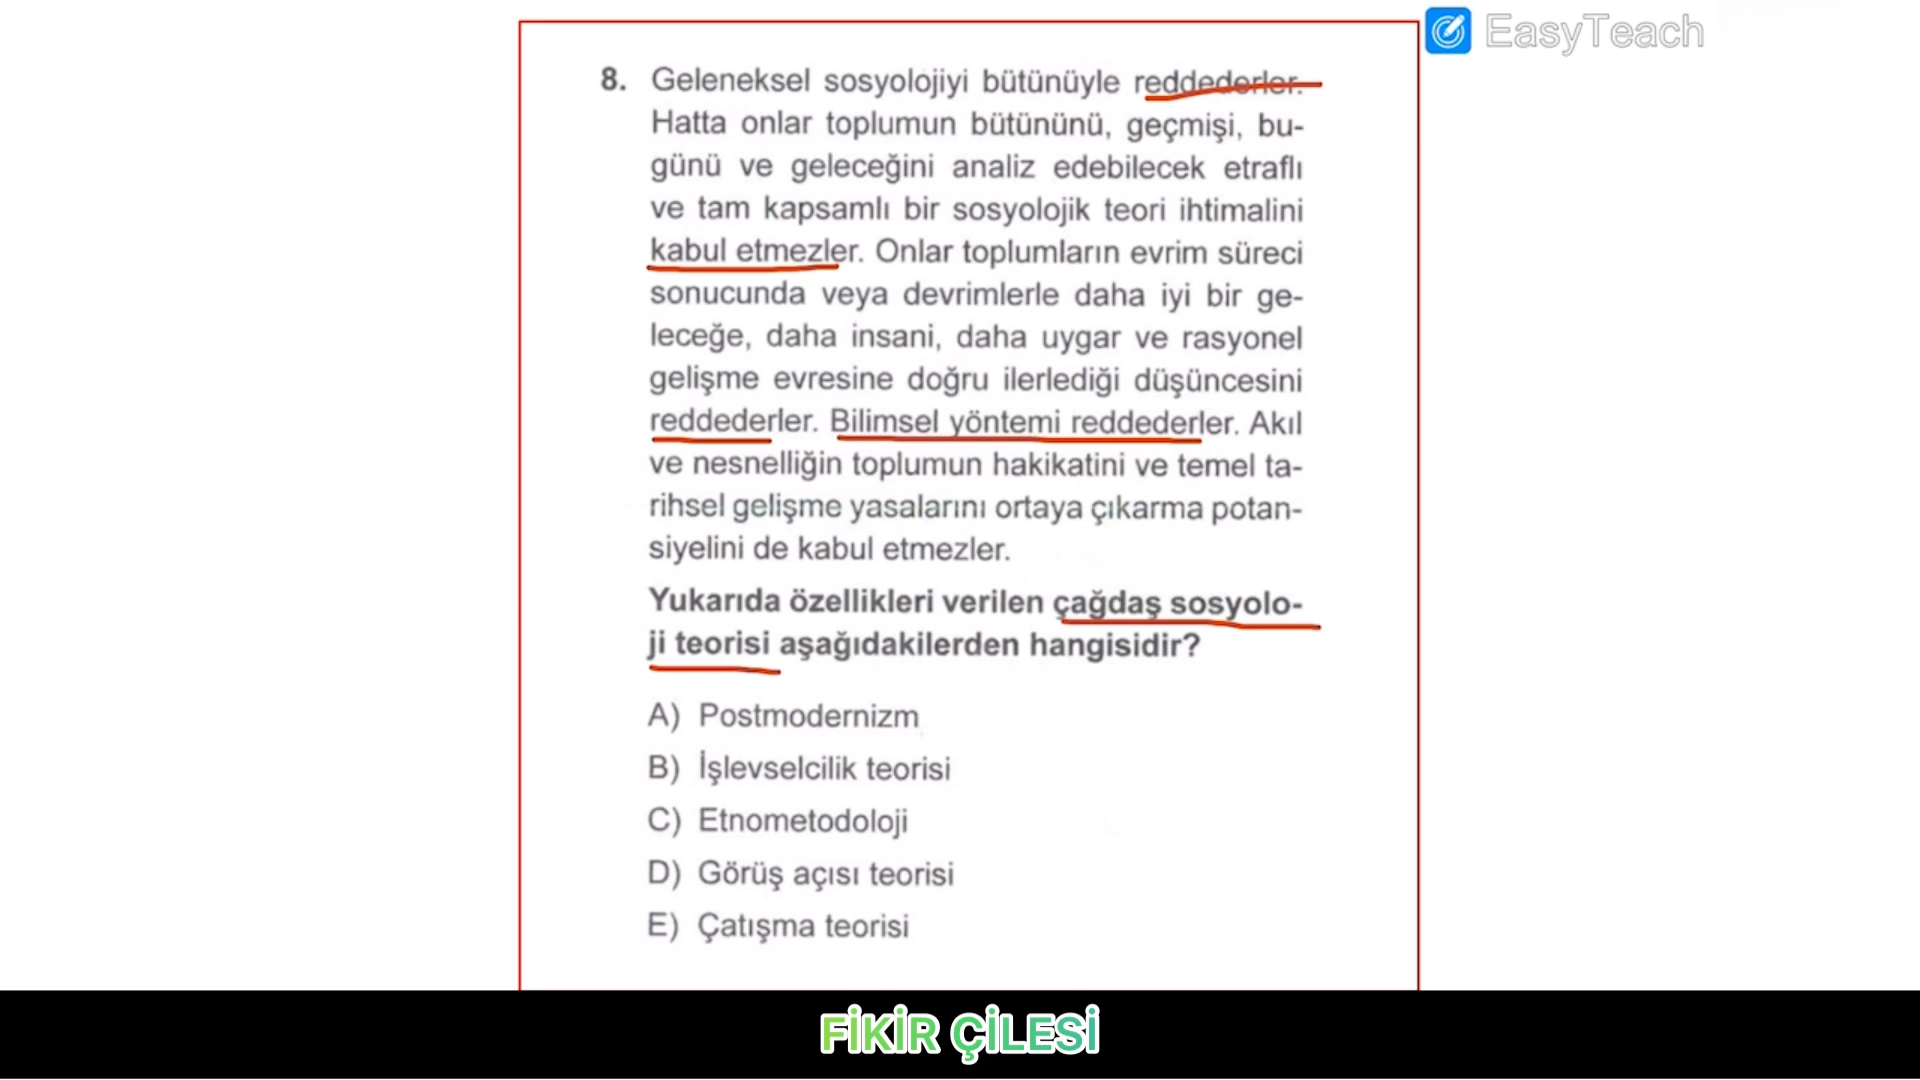 EasyTeach
8. Geleneksel sosyolojiyi bütünüyle reddederler.
Hatta onlar toplumun bütününü, geçmişi, bu-
günü ve geleceğini analiz edebilecek etraflı
ve tam kapsamlı bir sosyolojik teori ihtimalini
kabul etmezler. Onlar toplumların evrim süreci
sonucunda veya devrimlerle daha iyi bir ge-
leceğe, daha insani, daha uygar ve rasyonel
gelişme evresine doğru ilerlediği düşüncesini
reddederler. Bilimsel yöntemi reddederler. Akıl
ve nesnelliğin toplumun hakikatini ve temel ta-
rihsel gelişme yasalarını ortaya çıkarma potan-
siyelini de kabul etmezler.
Yukarıda özellikleri verilen çağdaş sosyolo-
ji teorisi aşağıdakilerden hangisidir?
A) Postmodernizm
B) İşlevselcilik teorisi
C) Etnometodoloji
D) Görüş açısı teorisi
E) Çatışma teorisi
FİKİR ÇİLESİ